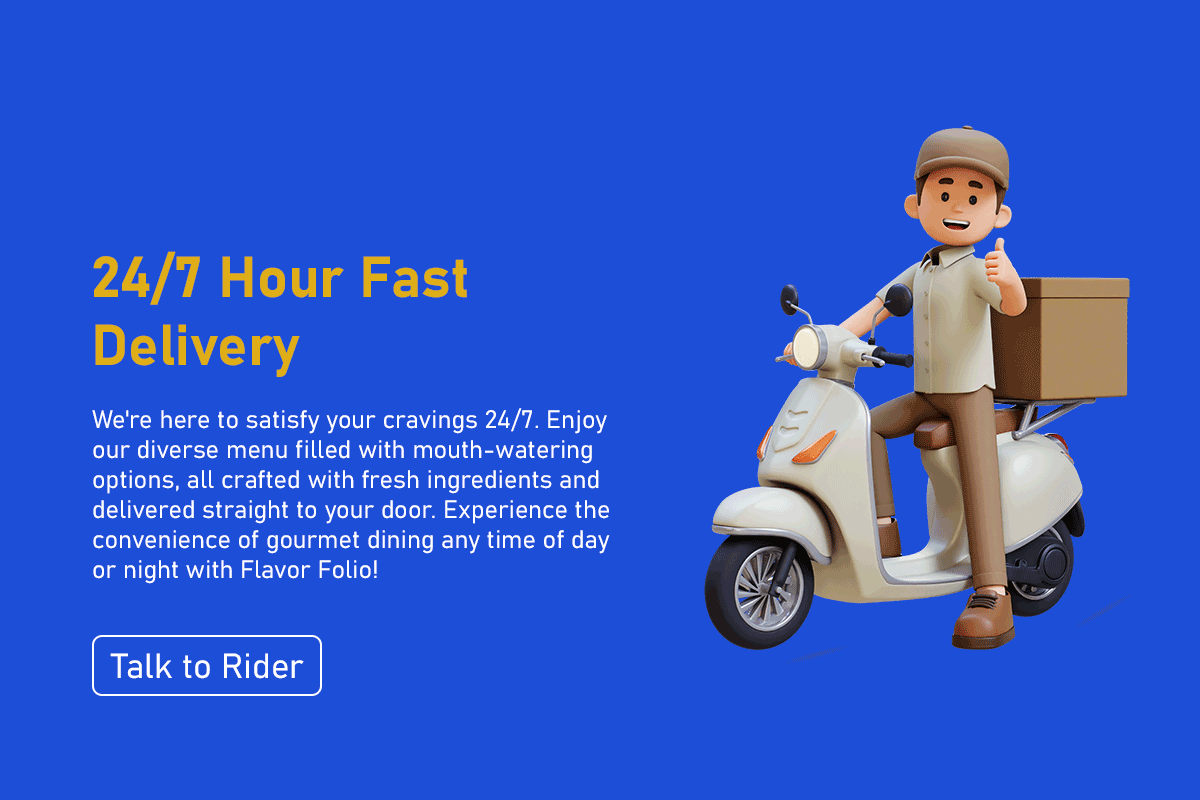 24/7 Hour Fast
Delivery
We're here to satisfy your cravings 24/7. Enjoy
our diverse menu filled with mouth-watering
options, all crafted with fresh ingredients and
delivered straight to your door. Experience the
convenience of gourmet dining any time of day
or night with Flavor Folio!
Talk to Rider